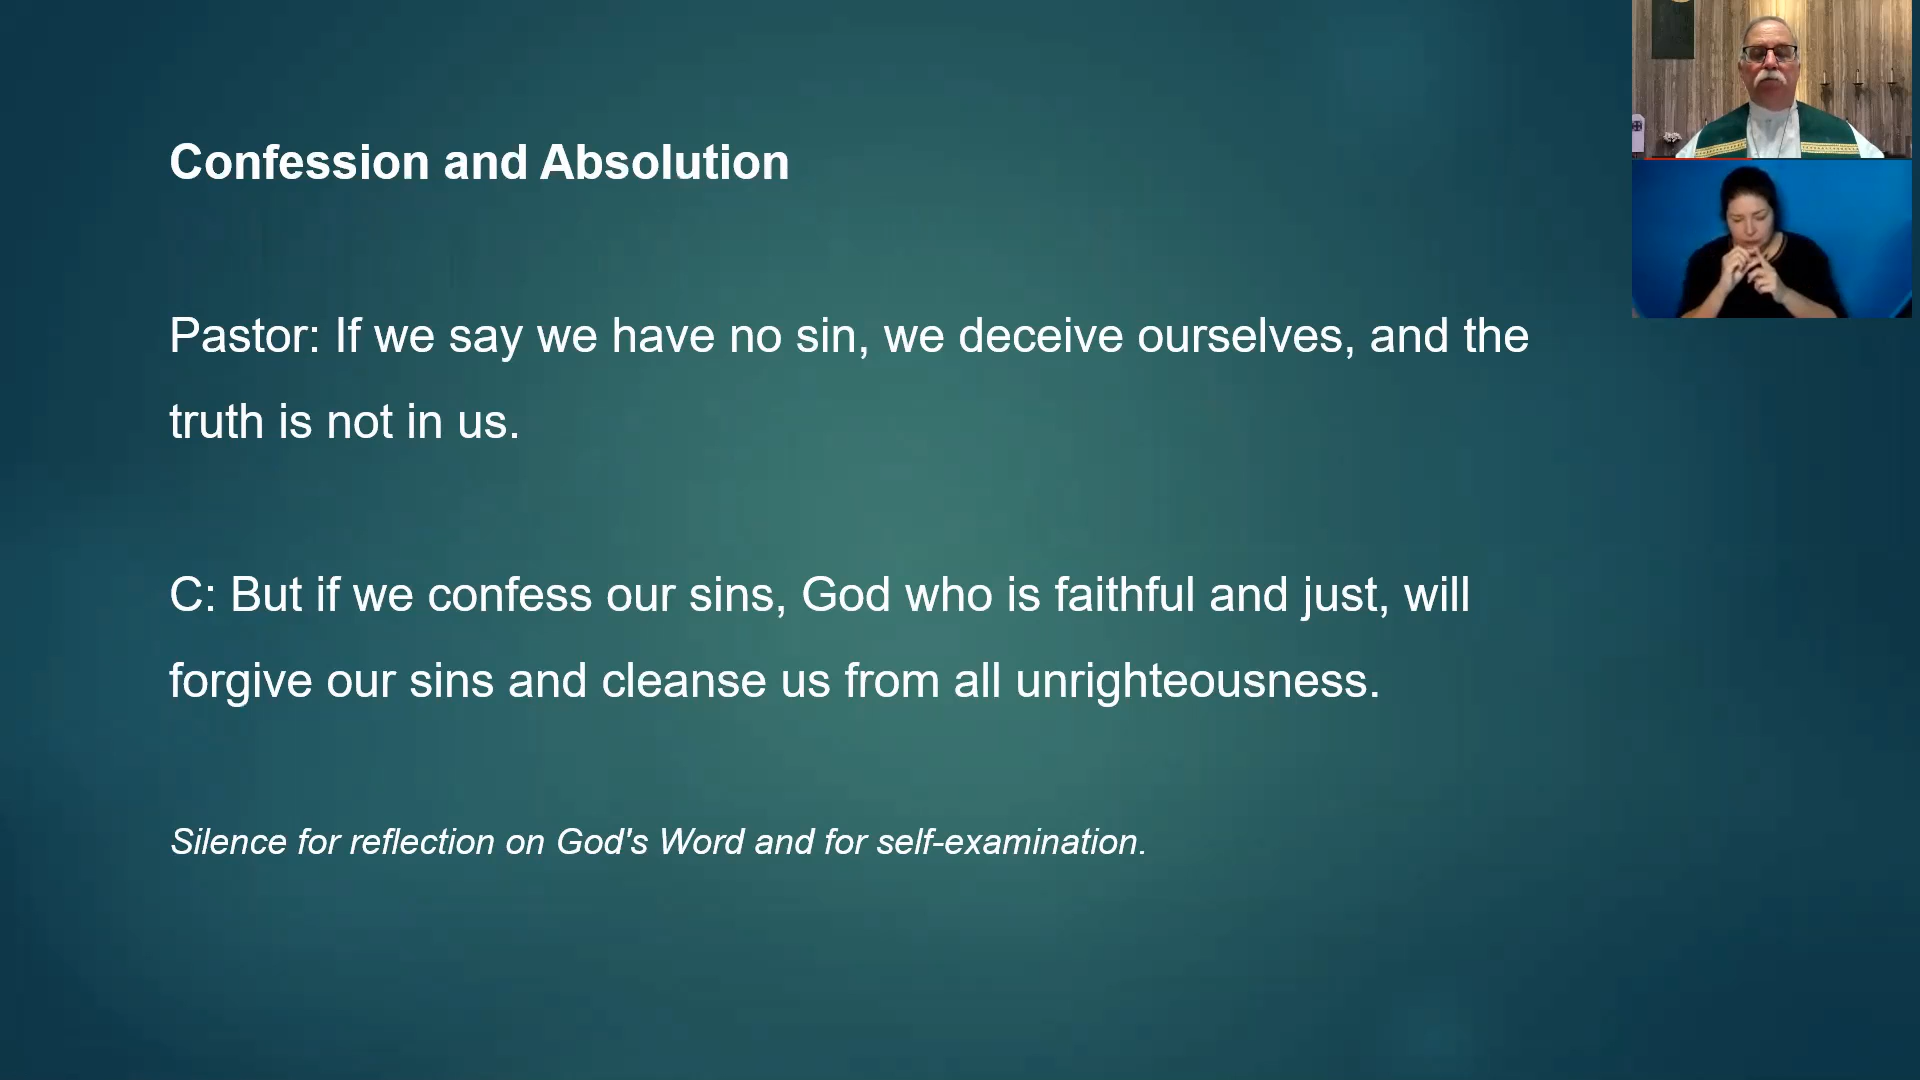 Confession and Absolution
Pastor: If we say we have no sin, we deceive ourselves, and the
truth is not in us.
C: But if we confess our sins, God who is faithful and just, will
forgive our sins and cleanse us from all unrighteousness.
Silence for reflection on God's Word and for self-examination.